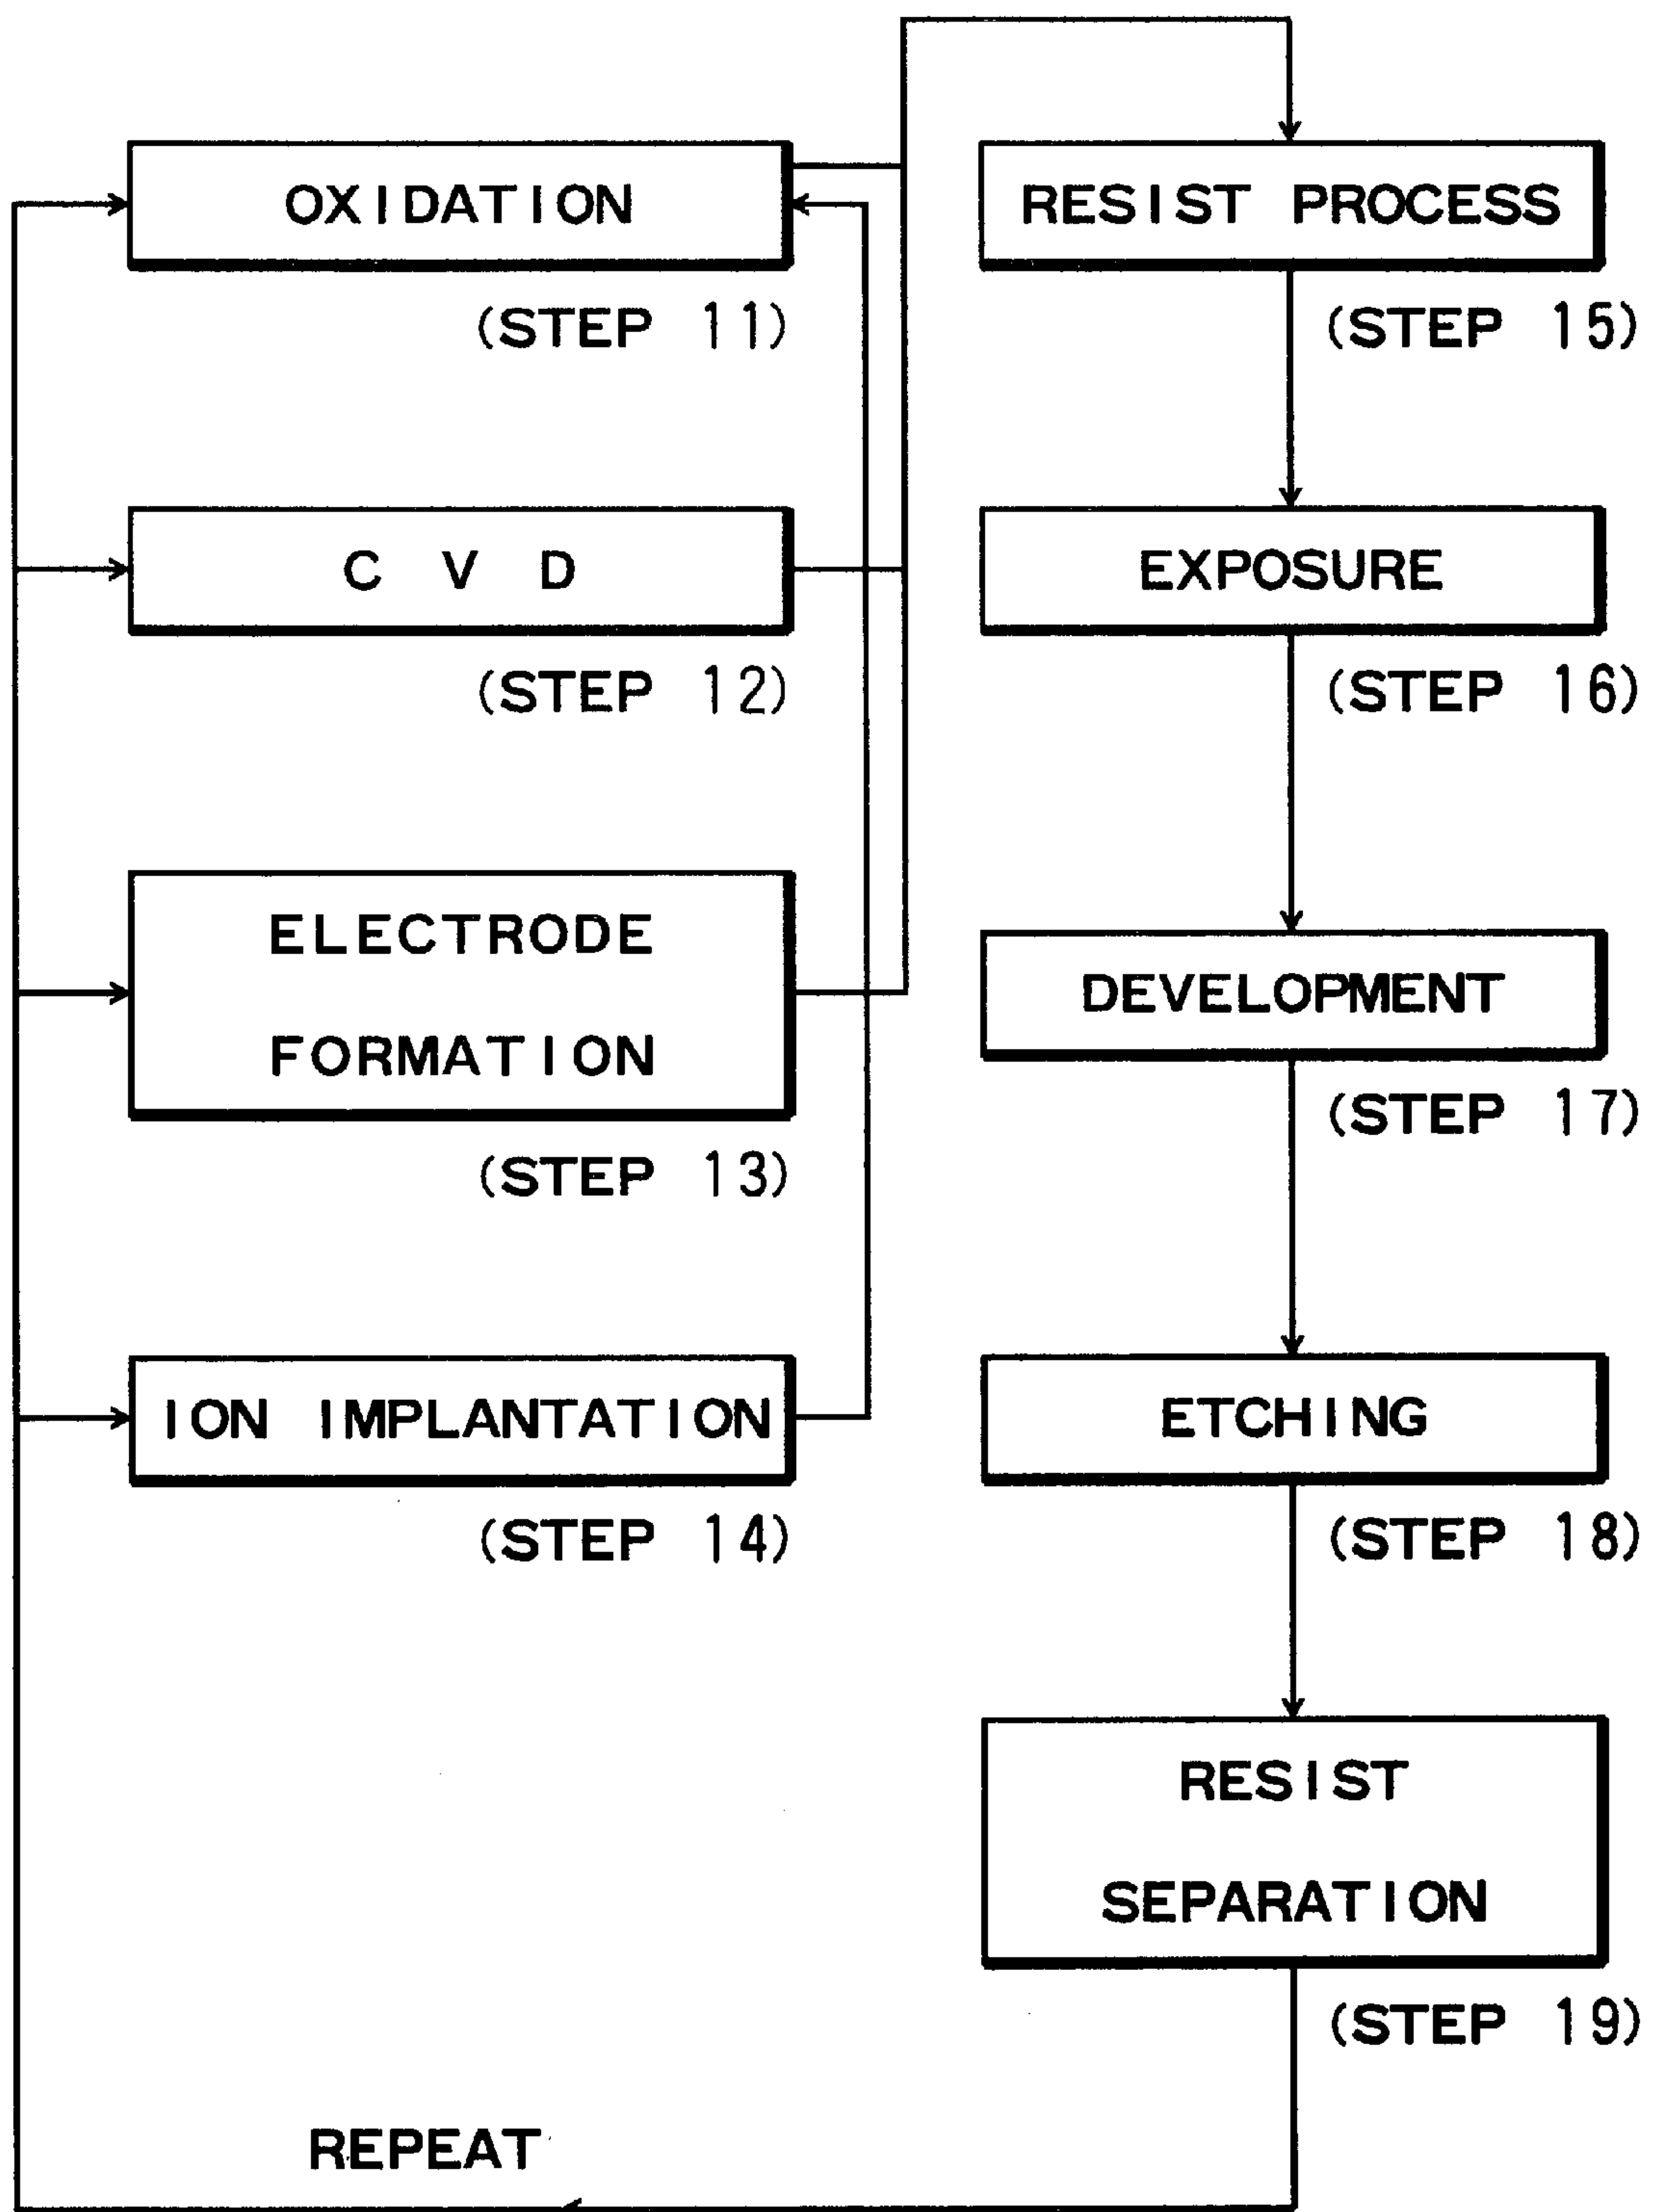 OXIDATION
(STEP 11)
C V D
(STEP 12)
ELECTRODE
FORMATION
(STEP 13)
ION IMPLANTATION
(STEP 14)
RESIST PROCESS
(STEP 15)
EXPOSURE
(STEP 16)
DEVELOPMENT
(STEP 17)
ETCHING
(STEP 18)
RESIST
SEPARATION
(STEP 19)
REPEAT